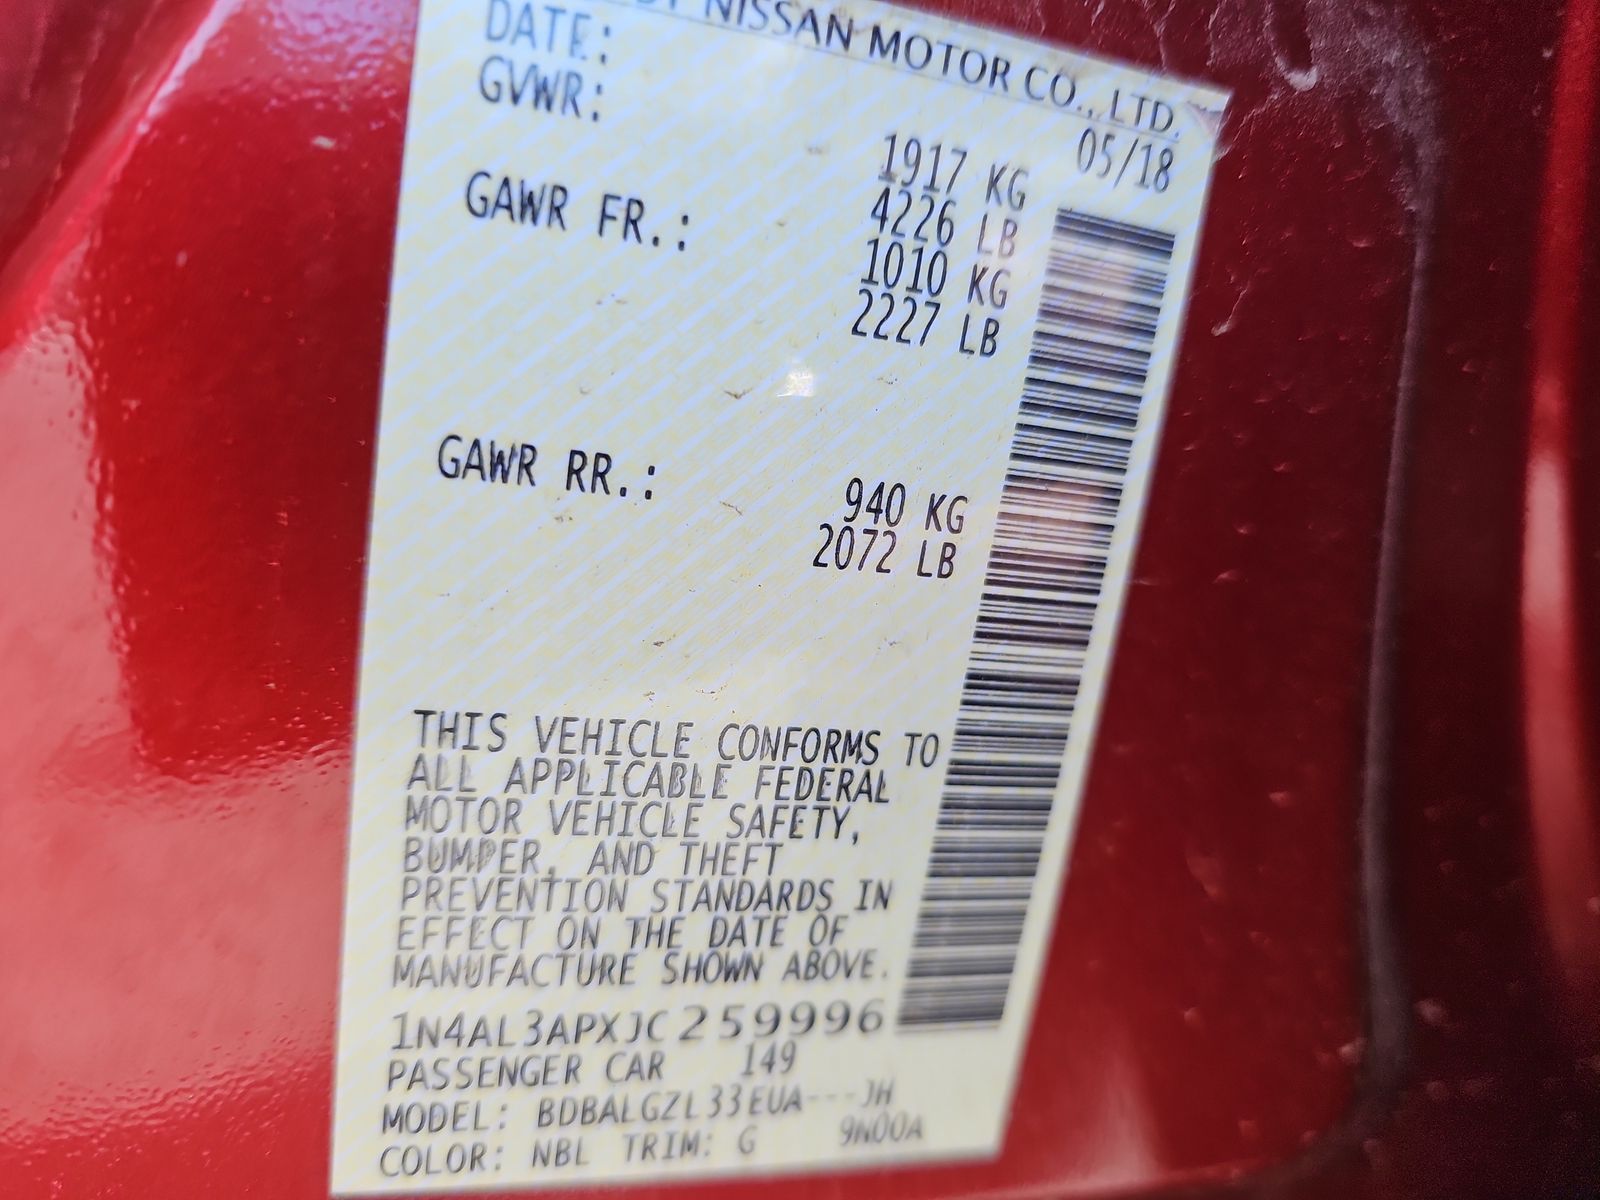 NISSAN MOTOR CO., LTD.
DATE: 05/18
GVWR: 1917 KG
4226 LB
GAWR FR.: 1010 KG
2227 LB
GAWR RR.: 940 KG
2072 LB
THIS VEHICLE CONFORMS TO
ALL APPLICABLE FEDERAL
MOTOR VEHICLE SAFETY,
BUMPER, AND THEFT
PREVENTION STANDARDS IN
EFFECT ON THE DATE OF
MANUFACTURE SHOWN ABOVE.
1N4AL3APXJC259996
PASSENGER CAR 149
MODEL: BDBALGZL33EUA---JH
COLOR: NBL TRIM: G 9N00A